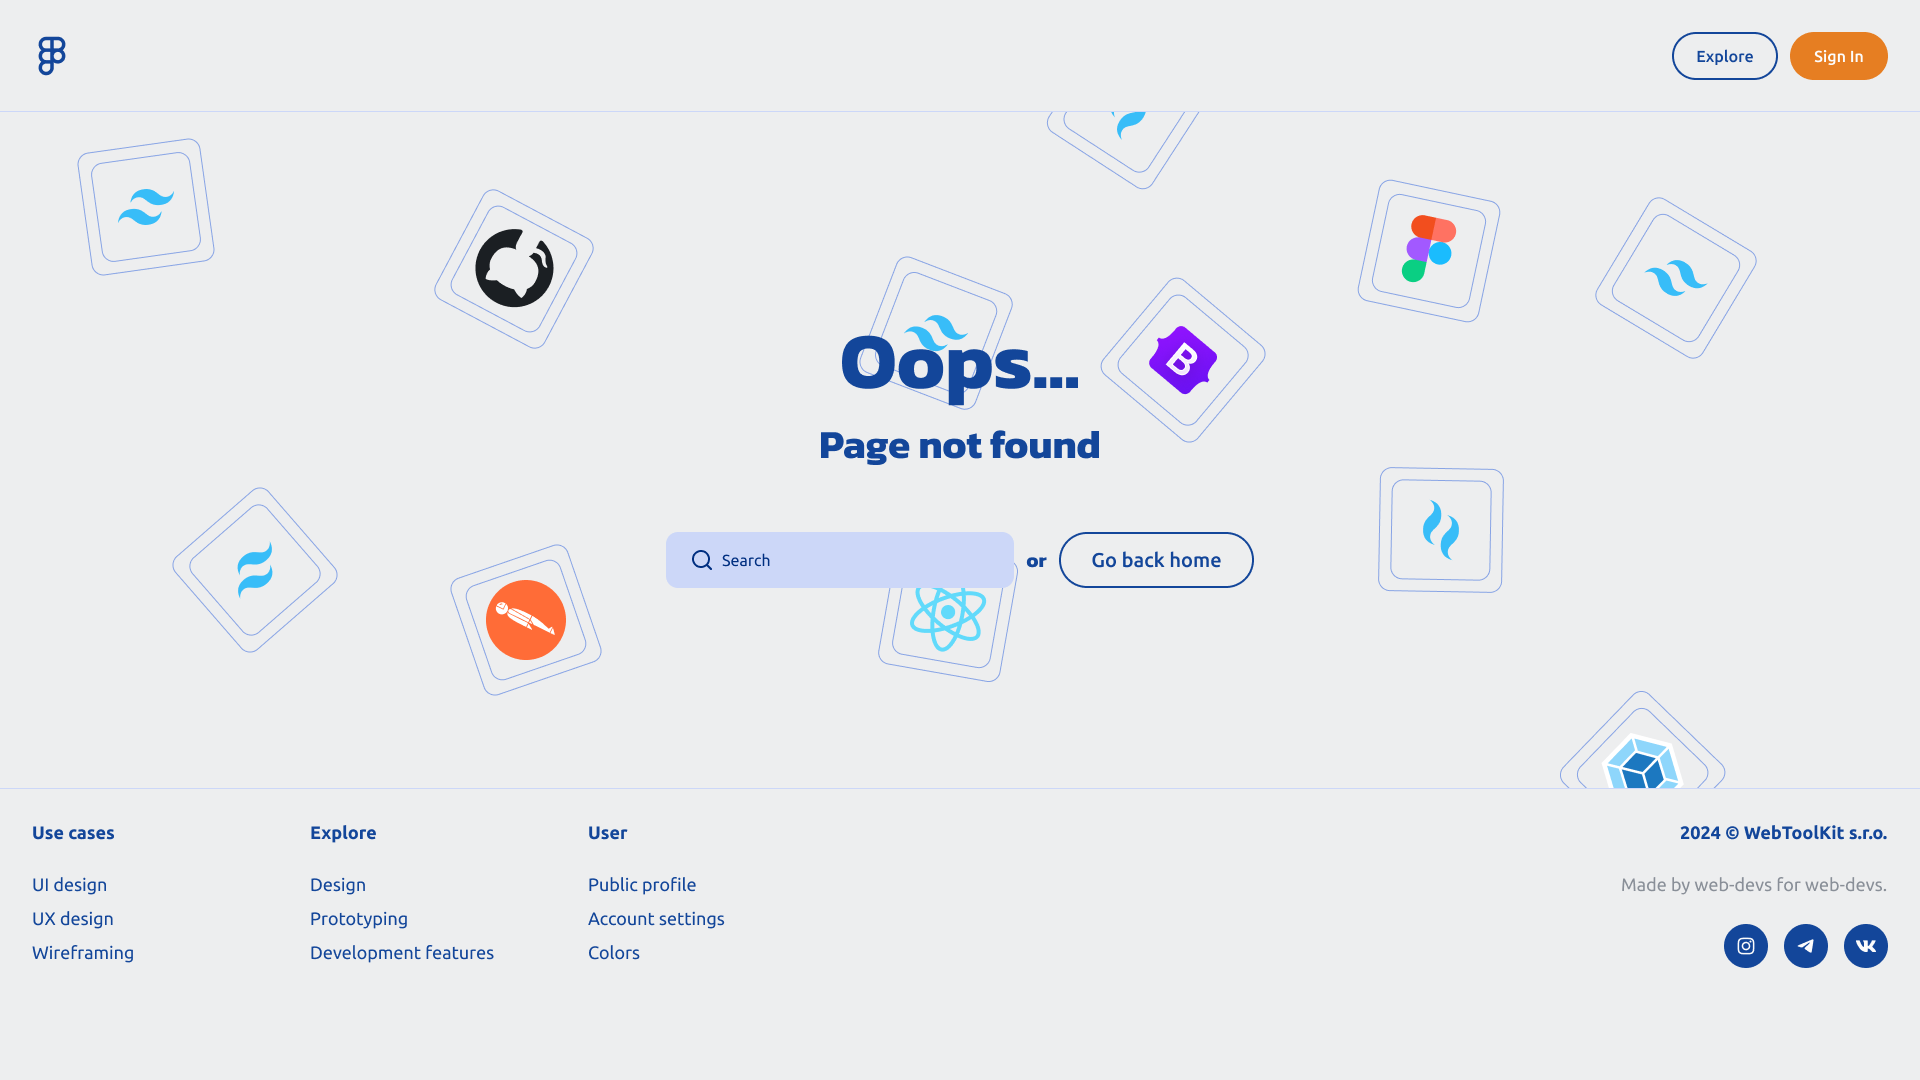 Explore
Sign In
Oops...
Page not found
Search
or
Go back home
Use cases
UI design
UX design
Wireframing
Explore
Design
Prototyping
Development features
User
Public profile
Account settings
Colors
2024 © WebToolKit s.r.o.
Made by web-devs for web-devs.